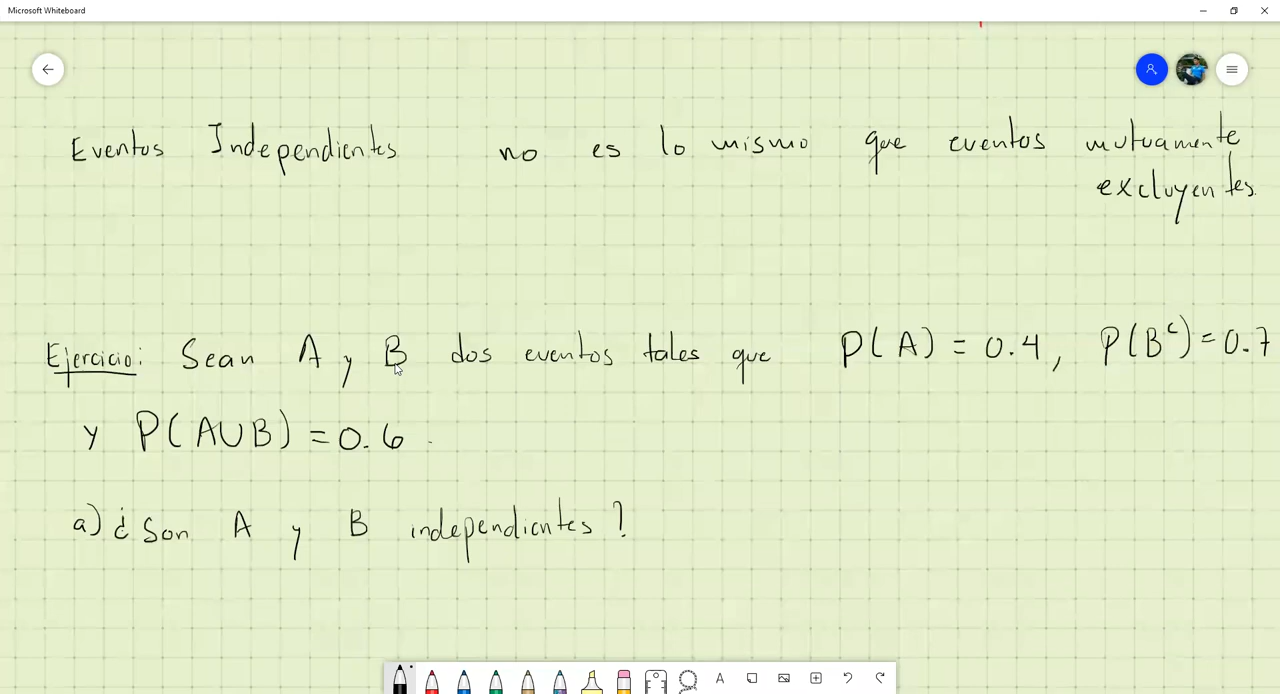 Microsoft Whiteboard
Eventos Independientes no es lo mismo que eventos mutuamente
excluyentes.
Ejercicio: Sean A y B dos eventos tales que P(A) = 0.4, P(Bᶜ) = 0.7
y P(A∪B) = 0.6.
a) ¿Son A y B independientes?